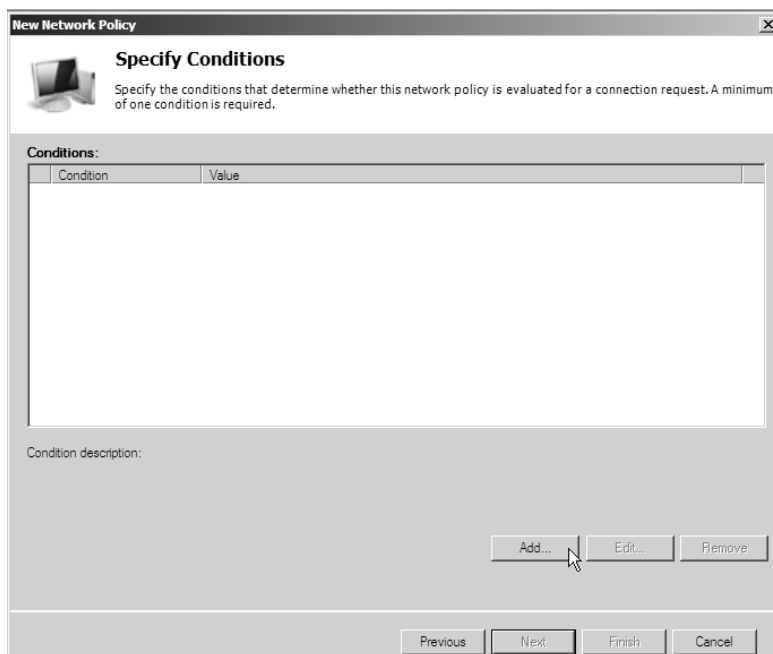 New Network Policy
Specify Conditions
Specify the conditions that determine whether this network policy is evaluated for a connection request. A minimum
of one condition is required.
Conditions:
Condition Value
Condition description:
Add... Edit... Remove
Previous Next Finish Cancel